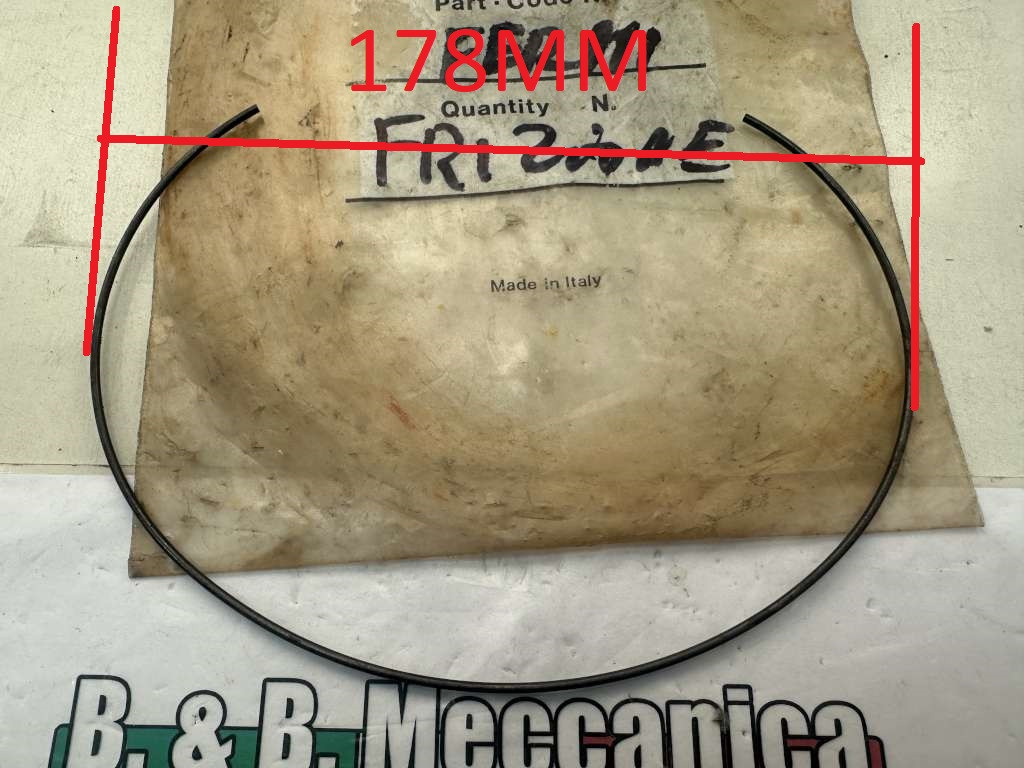 Part · Code N.
178MM
Quantity N.
FRIZIONE
Made in Italy
B. & B. Meccanica